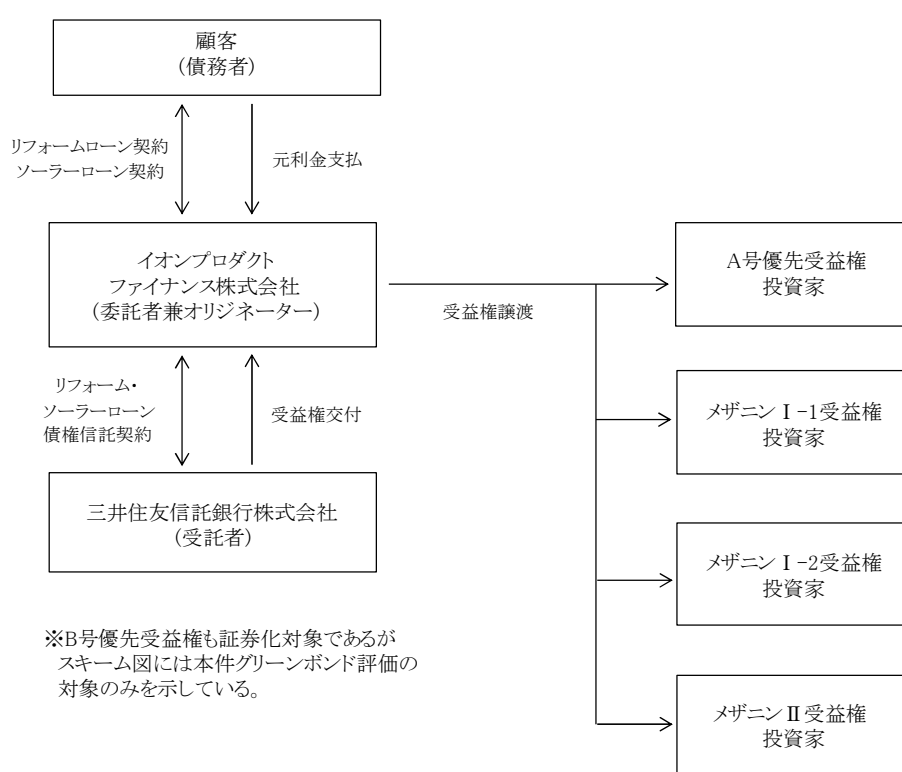 顧客
(債務者)
リフォームローン契約
ソーラーローン契約
元利金支払
イオンプロダクト
ファイナンス株式会社
(委託者兼オリジネーター)
受益権譲渡
A号優先受益権
投資家
リフォーム・
ソーラーローン
債権信託契約
受益権交付
メザニンⅠ-1受益権
投資家
三井住友信託銀行株式会社
(受託者)
メザニンⅠ-2受益権
投資家
※B号優先受益権も証券化対象であるが
スキーム図には本件グリーンボンド評価の
対象のみを示している。
メザニンⅡ受益権
投資家